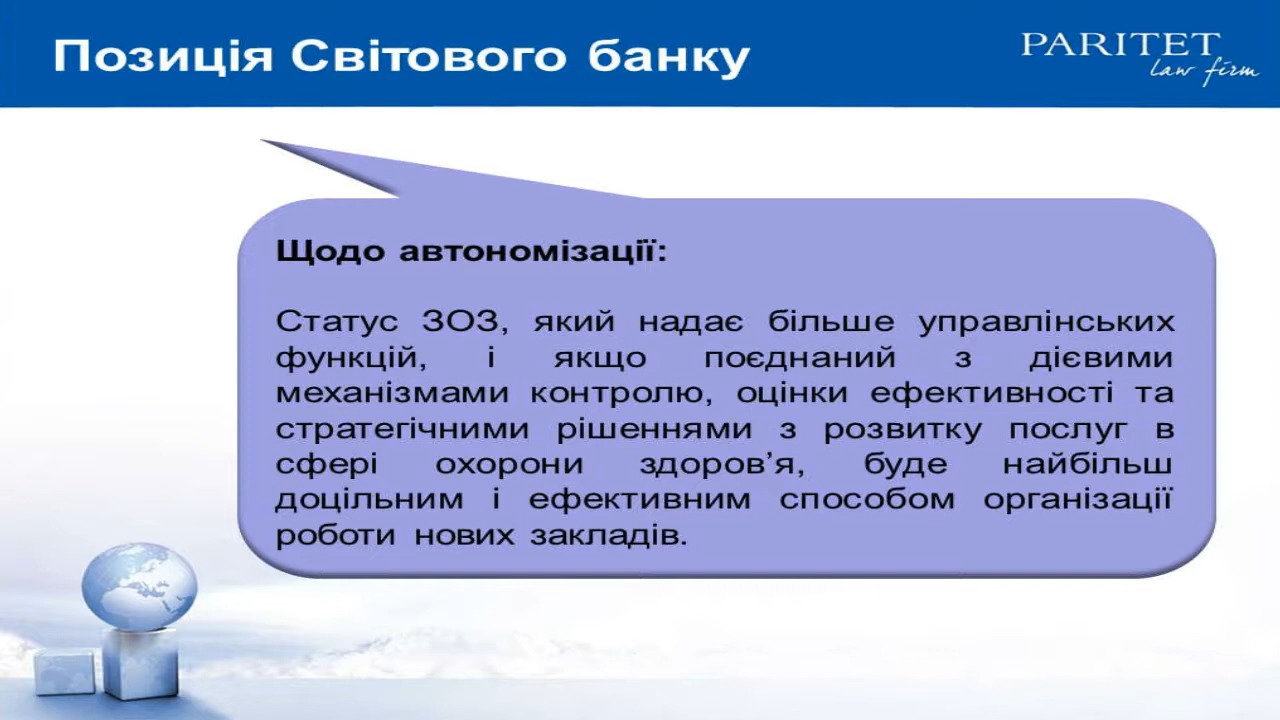 Позиція Світового банку
PARITET
law firm
Щодо автономізації:
Статус ЗОЗ, який надає більше управлінських
функцій, і якщо поєднаний з дієвими
механізмами контролю, оцінки ефективності та
стратегічними рішеннями з розвитку послуг в
сфері охорони здоров’я, буде найбільш
доцільним і ефективним способом організації
роботи нових закладів.